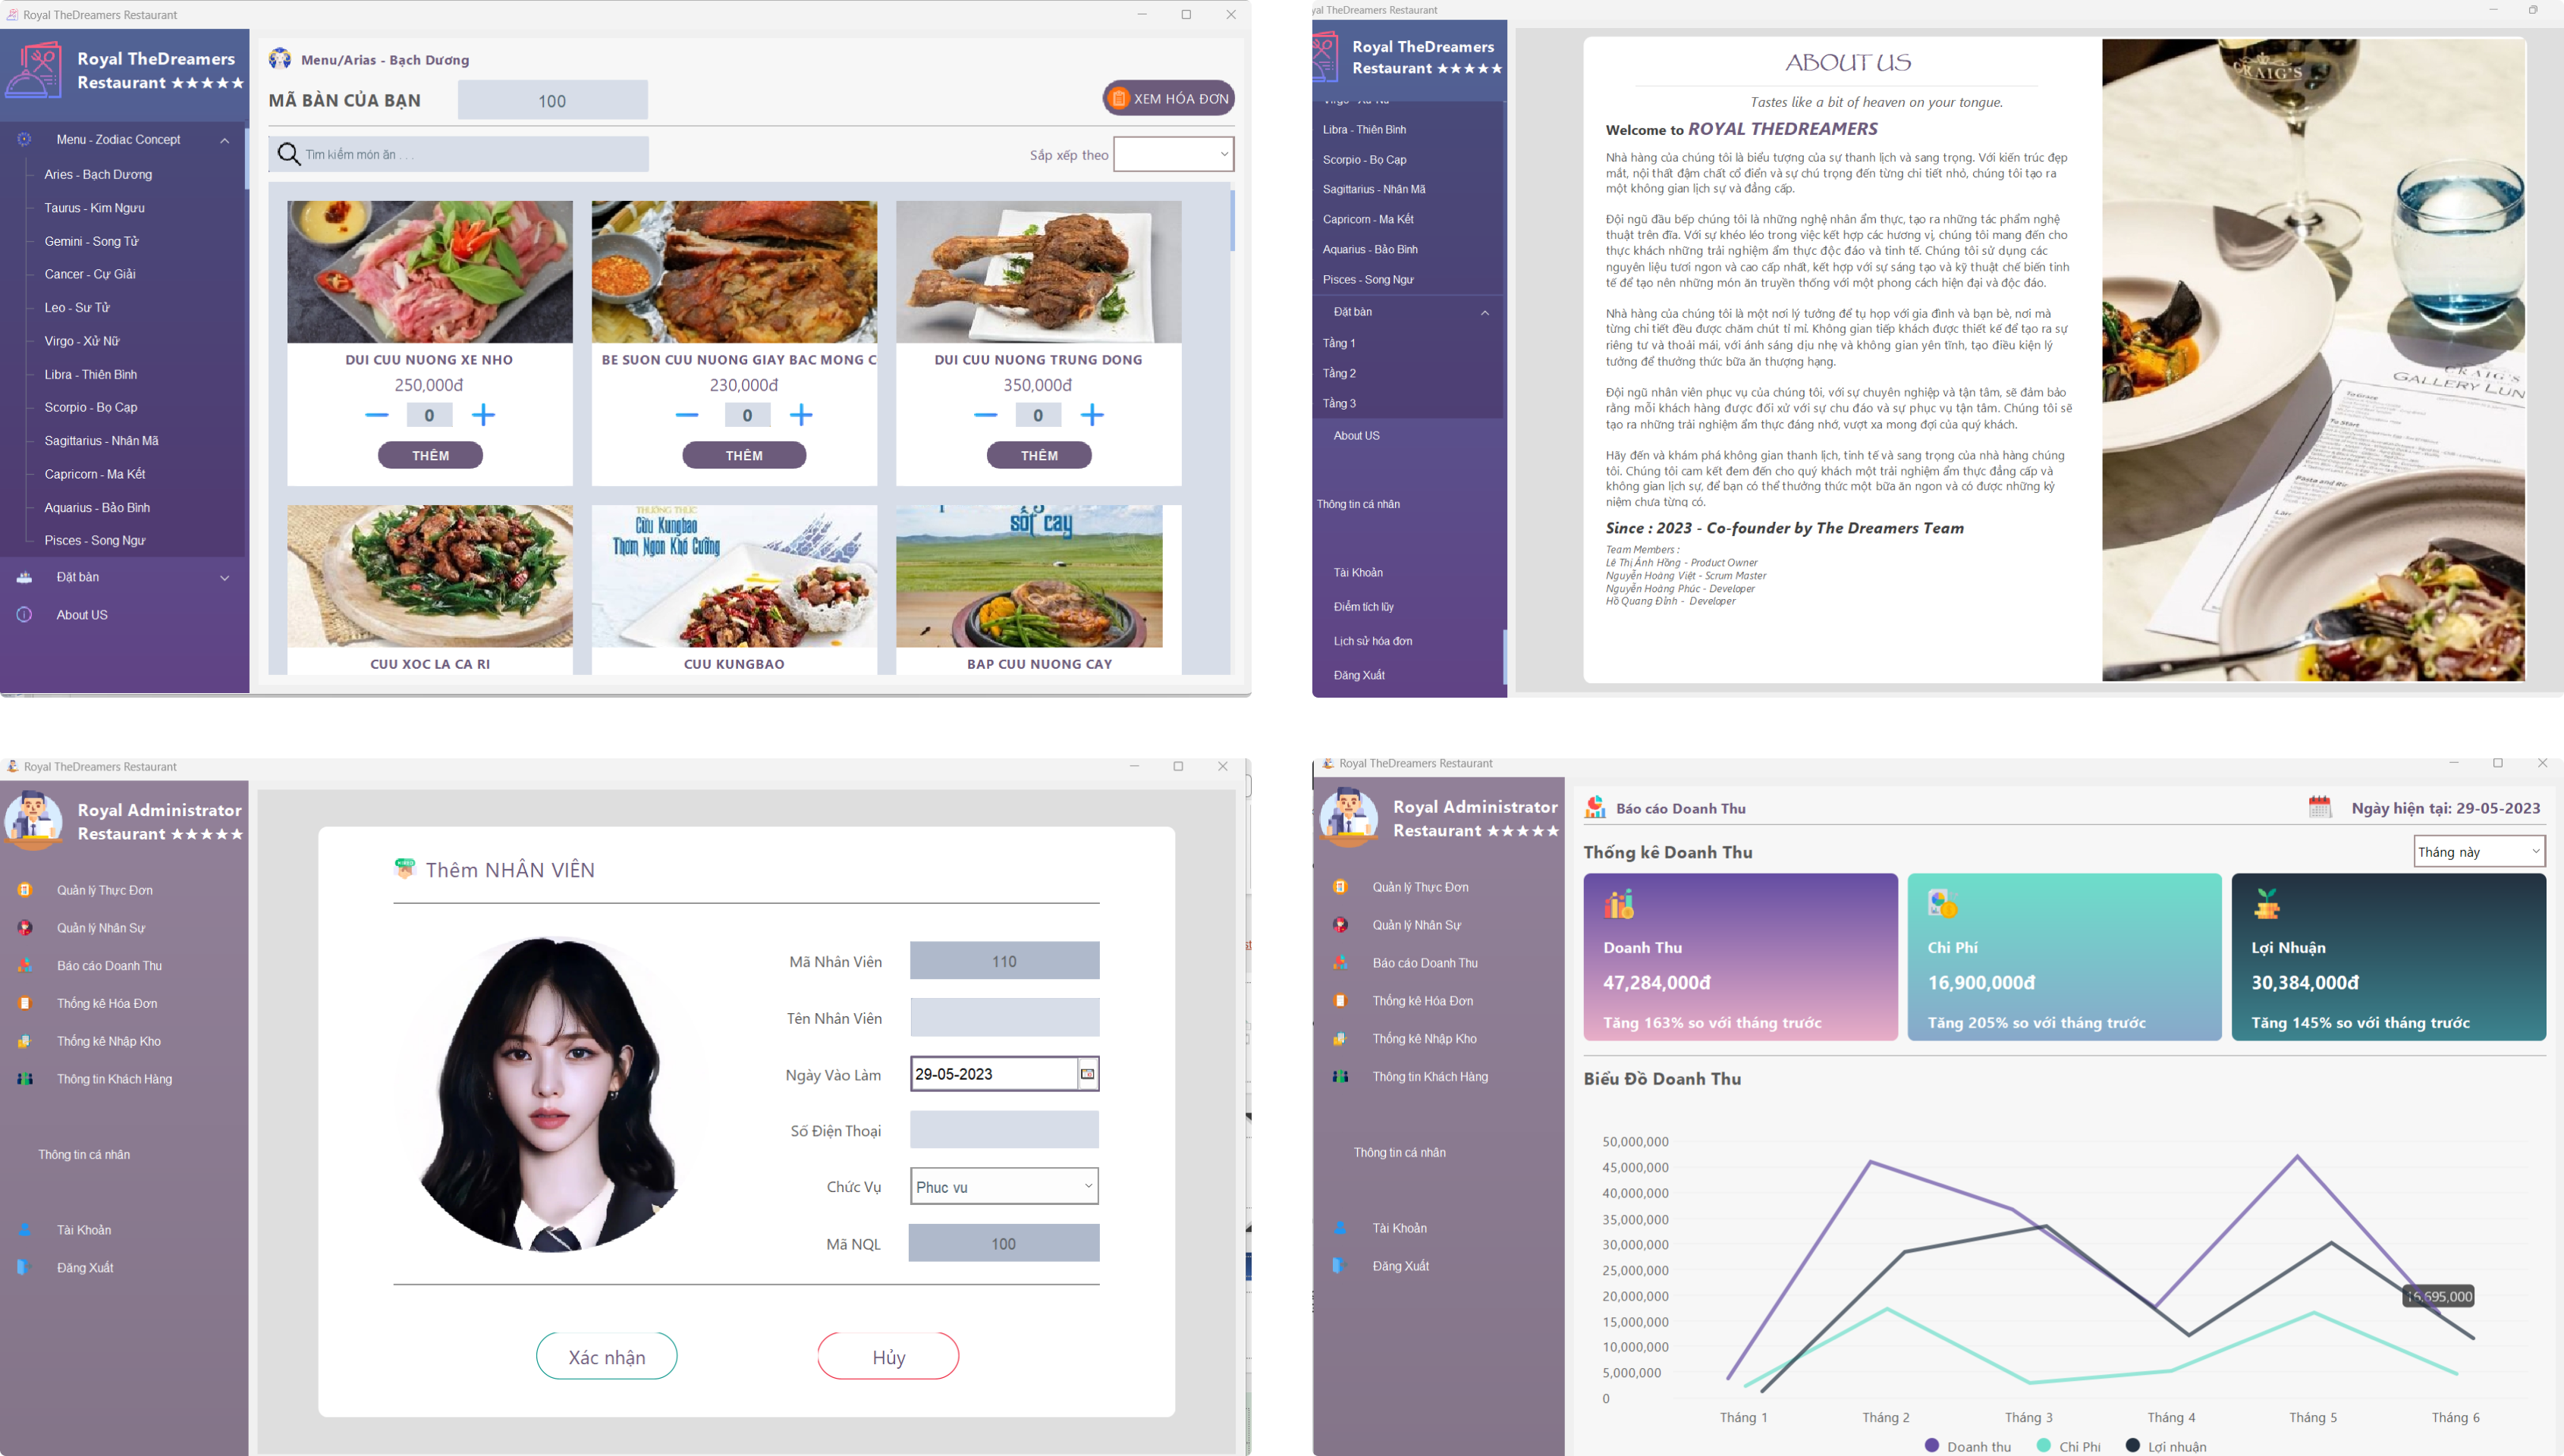 Royal TheDreamers Restaurant
Royal TheDreamers
Restaurant ★★★★★
Menu - Zodiac Concept
Aries - Bạch Dương
Taurus - Kim Ngưu
Gemini - Song Tử
Cancer - Cự Giải
Leo - Sư Tử
Virgo - Xử Nữ
Libra - Thiên Bình
Scorpio - Bọ Cạp
Sagittarius - Nhân Mã
Capricorn - Ma Kết
Aquarius - Bảo Bình
Pisces - Song Ngư
Đặt bàn
About US
Menu/Arias - Bạch Dương
MÃ BÀN CỦA BẠN
100
XEM HÓA ĐƠN
Tìm kiếm món ăn . . .
Sắp xếp theo
DUI CUU NUONG XE NHO
250,000đ
0
THÊM
BE SUON CUU NUONG GIAY BAC MONG C
230,000đ
0
THÊM
DUI CUU NUONG TRUNG DONG
350,000đ
0
THÊM
CUU XOC LA CA RI
THƯỞNG THỨC
Cừu Kungbao
Thơm Ngon Khó Cưỡng
CUU KUNGBAO
sốt cay
BAP CUU NUONG CAY
yal TheDreamers Restaurant
Royal TheDreamers
Restaurant ★★★★★
Virgo - Xử Nữ
Libra - Thiên Bình
Scorpio - Bọ Cạp
Sagittarius - Nhân Mã
Capricorn - Ma Kết
Aquarius - Bảo Bình
Pisces - Song Ngư
Đặt bàn
Tầng 1
Tầng 2
Tầng 3
About US
Thông tin cá nhân
Tài Khoản
Điểm tích lũy
Lịch sử hóa đơn
Đăng Xuất
ABOUT US
Tastes like a bit of heaven on your tongue.
Welcome to ROYAL THEDREAMERS
Nhà hàng của chúng tôi là biểu tượng của sự thanh lịch và sang trọng. Với kiến trúc đẹp
mắt, nội thất đậm chất cổ điển và sự chú trọng đến từng chi tiết nhỏ, chúng tôi tạo ra
một không gian lịch sự và đẳng cấp.
Đội ngũ đầu bếp chúng tôi là những nghệ nhân ẩm thực, tạo ra những tác phẩm nghệ
thuật trên đĩa. Với sự khéo léo trong việc kết hợp các hương vị, chúng tôi mang đến cho
thực khách những trải nghiệm ẩm thực độc đáo và tinh tế. Chúng tôi sử dụng các
nguyên liệu tươi ngon và cao cấp nhất, kết hợp với sự sáng tạo và kỹ thuật chế biến tinh
tế để tạo nên những món ăn truyền thống với một phong cách hiện đại và độc đáo.
Nhà hàng của chúng tôi là một nơi lý tưởng để tụ họp với gia đình và bạn bè, nơi mà
từng chi tiết đều được chăm chút tỉ mỉ. Không gian tiếp khách được thiết kế để tạo ra sự
riêng tư và thoải mái, với ánh sáng dịu nhẹ và không gian yên tĩnh, tạo điều kiện lý
tưởng để thưởng thức bữa ăn thượng hạng.
Đội ngũ nhân viên phục vụ của chúng tôi, với sự chuyên nghiệp và tận tâm, sẽ đảm bảo
rằng mỗi khách hàng được đối xử với sự chu đáo và sự phục vụ tận tâm. Chúng tôi sẽ
tạo ra những trải nghiệm ẩm thực đáng nhớ, vượt xa mong đợi của quý khách.
Hãy đến và khám phá không gian thanh lịch, tinh tế và sang trọng của nhà hàng chúng
tôi. Chúng tôi cam kết đem đến cho quý khách một trải nghiệm ẩm thực đẳng cấp và
không gian lịch sự, để bạn có thể thưởng thức một bữa ăn ngon và có được những kỷ
niệm chưa từng có.
Since : 2023 - Co-founder by The Dreamers Team
Team Members :
Lê Thị Ánh Hồng - Product Owner
Nguyễn Hoàng Việt - Scrum Master
Nguyễn Hoàng Phúc - Developer
Hồ Quang Đỉnh - Developer
CRAIG'S
CRAIG'S
GALLERY LUN
To Start
Pasta and Ri
Royal TheDreamers Restaurant
Royal Administrator
Restaurant ★★★★★
Quản lý Thực Đơn
Quản lý Nhân Sự
Báo cáo Doanh Thu
Thống kê Hóa Đơn
Thống kê Nhập Kho
Thông tin Khách Hàng
Thông tin cá nhân
Tài Khoản
Đăng Xuất
Thêm NHÂN VIÊN
Mã Nhân Viên
110
Tên Nhân Viên
Ngày Vào Làm
29-05-2023
Số Điện Thoại
Chức Vụ
Phuc vu
Mã NQL
100
Xác nhận
Hủy
Royal TheDreamers Restaurant
Royal Administrator
Restaurant ★★★★★
Quản lý Thực Đơn
Quản lý Nhân Sự
Báo cáo Doanh Thu
Thống kê Hóa Đơn
Thống kê Nhập Kho
Thông tin Khách Hàng
Thông tin cá nhân
Tài Khoản
Đăng Xuất
Báo cáo Doanh Thu
Ngày hiện tại: 29-05-2023
Thống kê Doanh Thu
Tháng này
Doanh Thu
47,284,000đ
Tăng 163% so với tháng trước
Chi Phí
16,900,000đ
Tăng 205% so với tháng trước
Lợi Nhuận
30,384,000đ
Tăng 145% so với tháng trước
Biểu Đồ Doanh Thu
50,000,000
45,000,000
40,000,000
35,000,000
30,000,000
25,000,000
20,000,000
15,000,000
10,000,000
5,000,000
0
16,695,000
Tháng 1
Tháng 2
Tháng 3
Tháng 4
Tháng 5
Tháng 6
Doanh thu
Chi Phí
Lợi nhuận